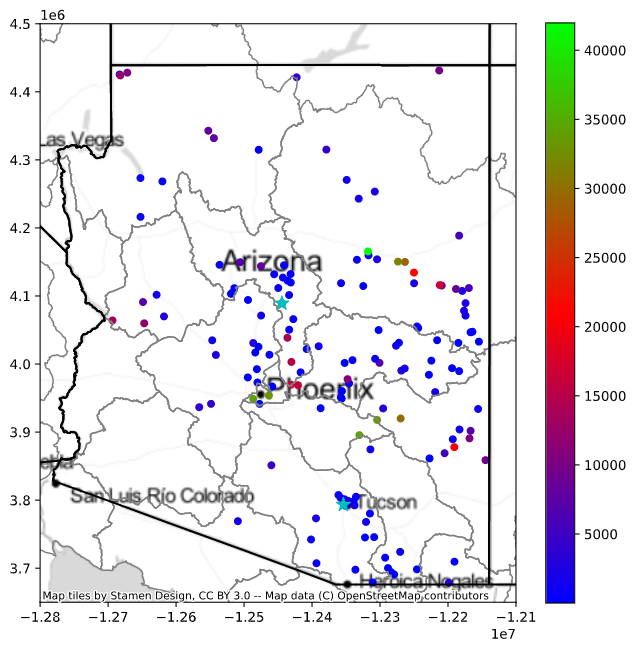 1e6
4.5
40000
4.4
35000
as Vegas
4.3
30000
4.2
25000
Arizona
4.1
20000
4.0
15000
Phoenix
3.9
10000
San Luis Río Colorado
3.8
Tucson
5000
3.7
Heroica Nogales
Map tiles by Stamen Design, CC BY 3.0 -- Map data (C) OpenStreetMap contributors
−1.28 −1.27 −1.26 −1.25 −1.24 −1.23 −1.22 −1.21
1e7